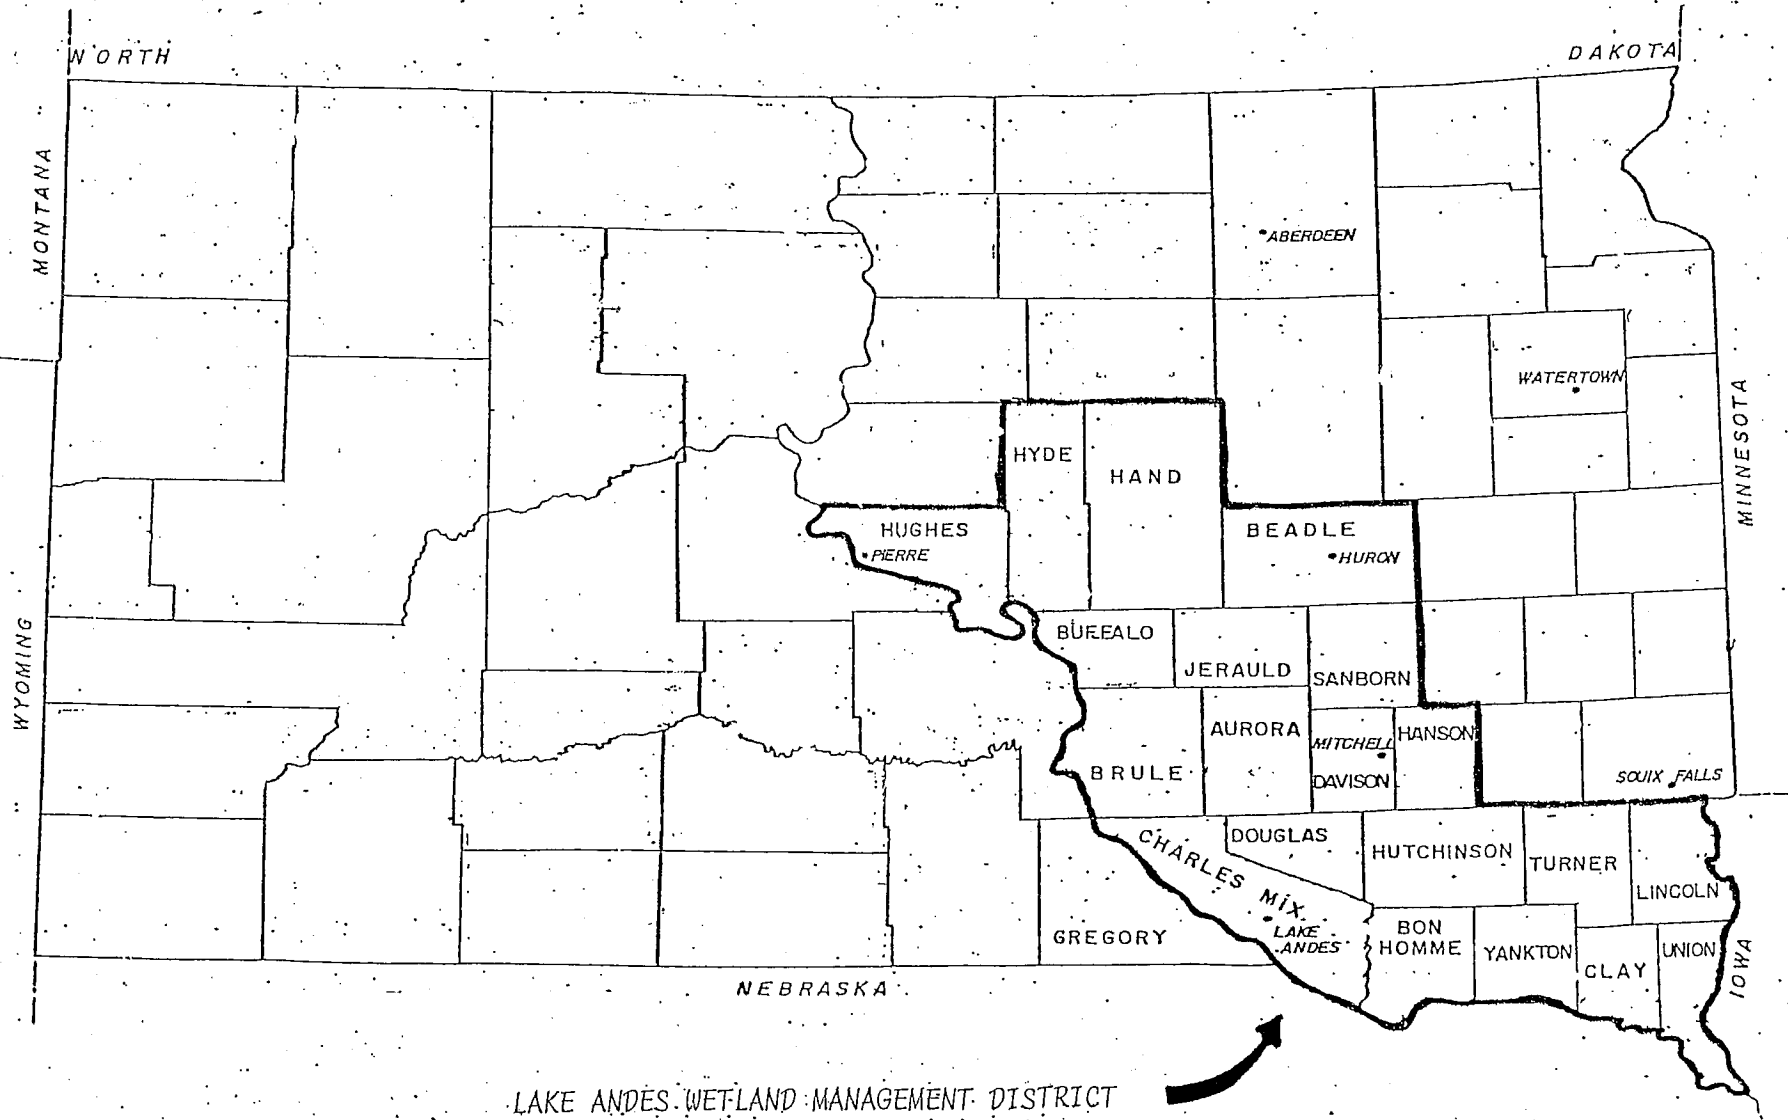 NORTH
DAKOTA
MONTANA
ABERDEEN
WATERTOWN
MINNESOTA
HYDE
HAND
HUGHES
PIERRE
BEADLE
HURON
WYOMING
BUFFALO
JERAULD
SANBORN
AURORA
MITCHELL
HANSON
BRULE
DAVISON
SOUIX FALLS
CHARLES MIX
DOUGLAS
HUTCHINSON
TURNER
LINCOLN
LAKE
ANDES
GREGORY
BON
HOMME
YANKTON
CLAY
UNION
IOWA
NEBRASKA
LAKE ANDES WETLAND MANAGEMENT DISTRICT